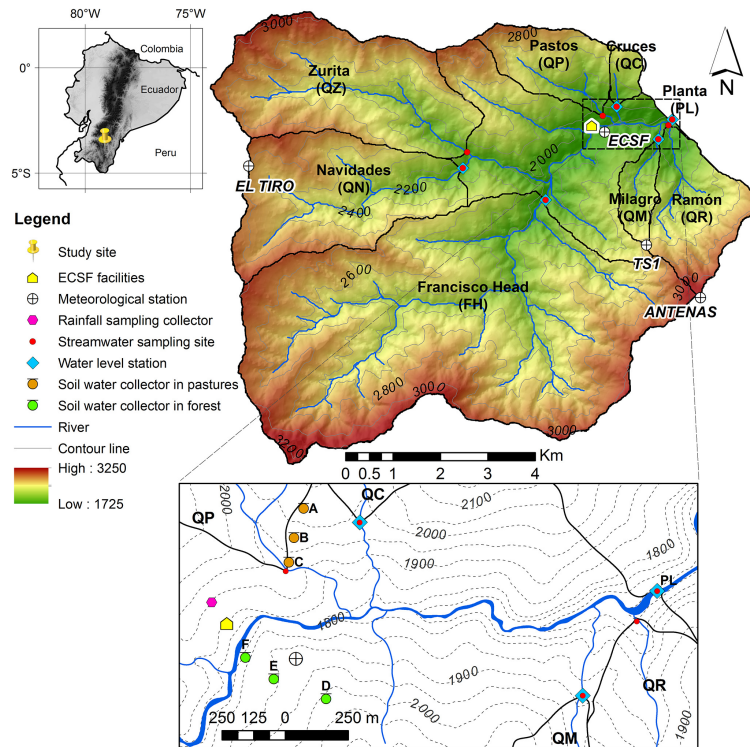 80°W
75°W
0°
5°S
Colombia
Ecuador
Peru
Legend
Study site
ECSF facilities
Meteorological station
Rainfall sampling collector
Streamwater sampling site
Water level station
Soil water collector in pastures
Soil water collector in forest
River
Contour line
High : 3250
Low : 1725
3000
2800
Pastos
(QP)
Cruces
(QC)
N
Zurita
(QZ)
Planta
(PL)
ECSF
2000
EL TIRO
Navidades
(QN)
2200
2400
Milagro
(QM)
Ramón
(QR)
TS1
2600
Francisco Head
(FH)
3000
ANTENAS
2800
3000
3000
3200
Km
0 0.5 1 2 3 4
2000
QC
2100
QP
A
2000
B
1900
C
1800
PL
1800
F
E
D
1900
QR
2000
1900
QM
250 125 0 250 m